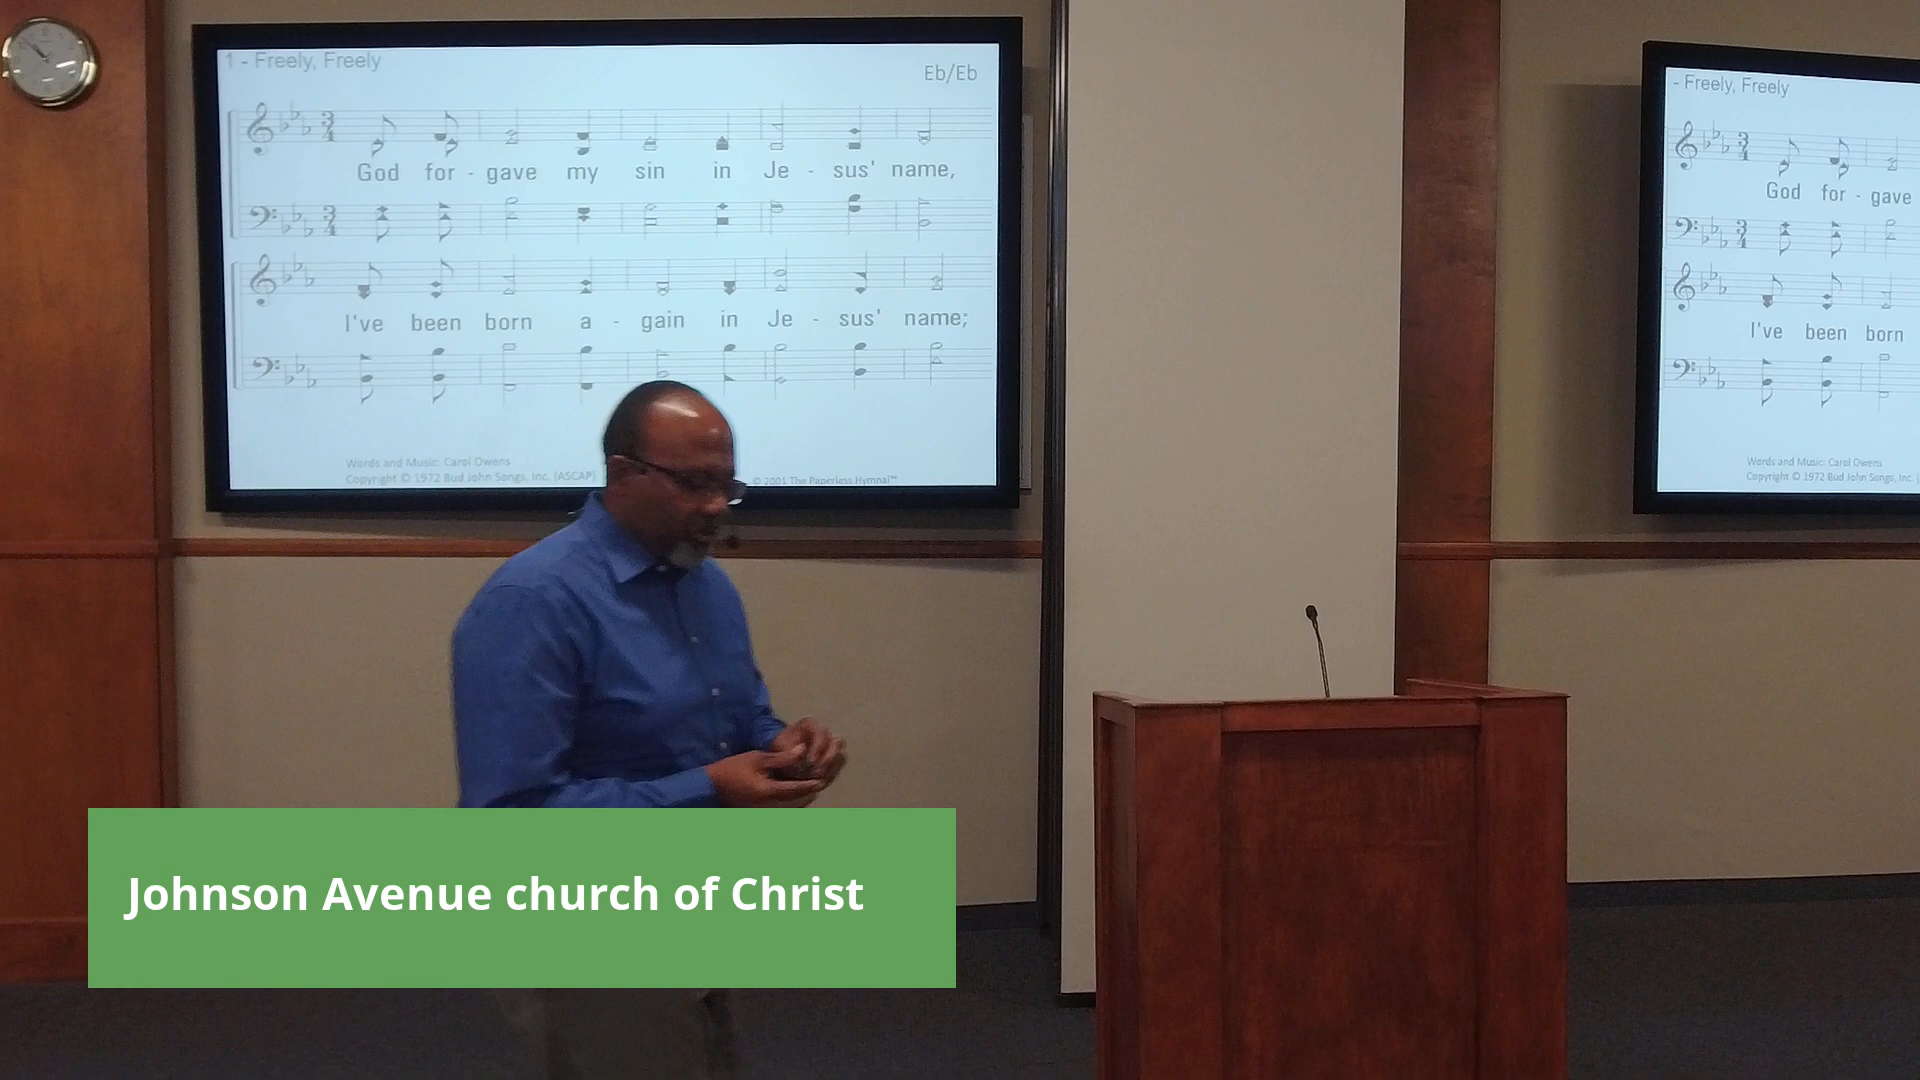 1 - Freely, Freely
Eb/Eb
God for - gave my sin in Je - sus' name,
I've been born a - gain in Je - sus' name;
Words and Music: Carol Owens
Copyright © 1972 Bud John Songs, Inc. (ASCAP)
© 2001 The Paperless Hymnal™
- Freely, Freely
God for - gave
I've been born
Words and Music: Carol Owens
Copyright © 1972 Bud John Songs, Inc.
Johnson Avenue church of Christ